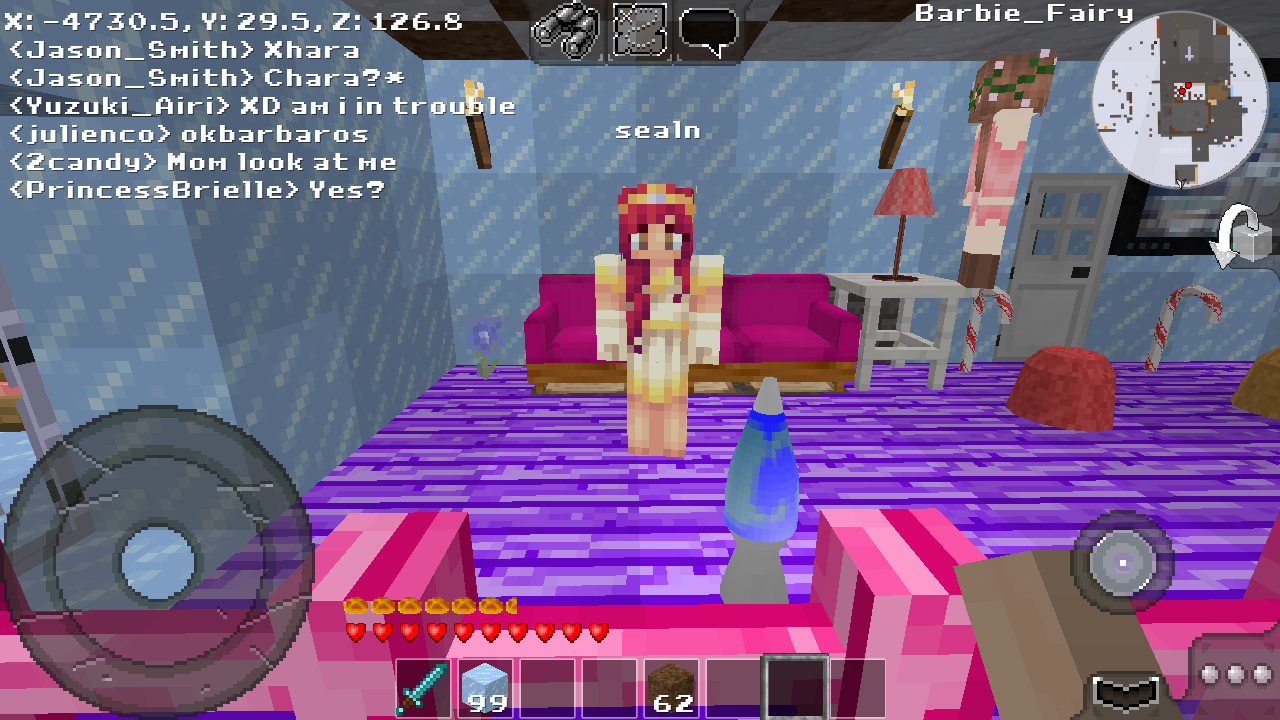 X: -4730.5, Y: 29.5, Z: 126.8
<Jason_Smith> Xhara
<Jason_Smith> Chara?*
<Yuzuki_Airi> XD am i in trouble
<julienco> okbarbaros
<2candy> Mom look at me
<PrincessBrielle> Yes?
Barbie_Fairy
sealn
99
62